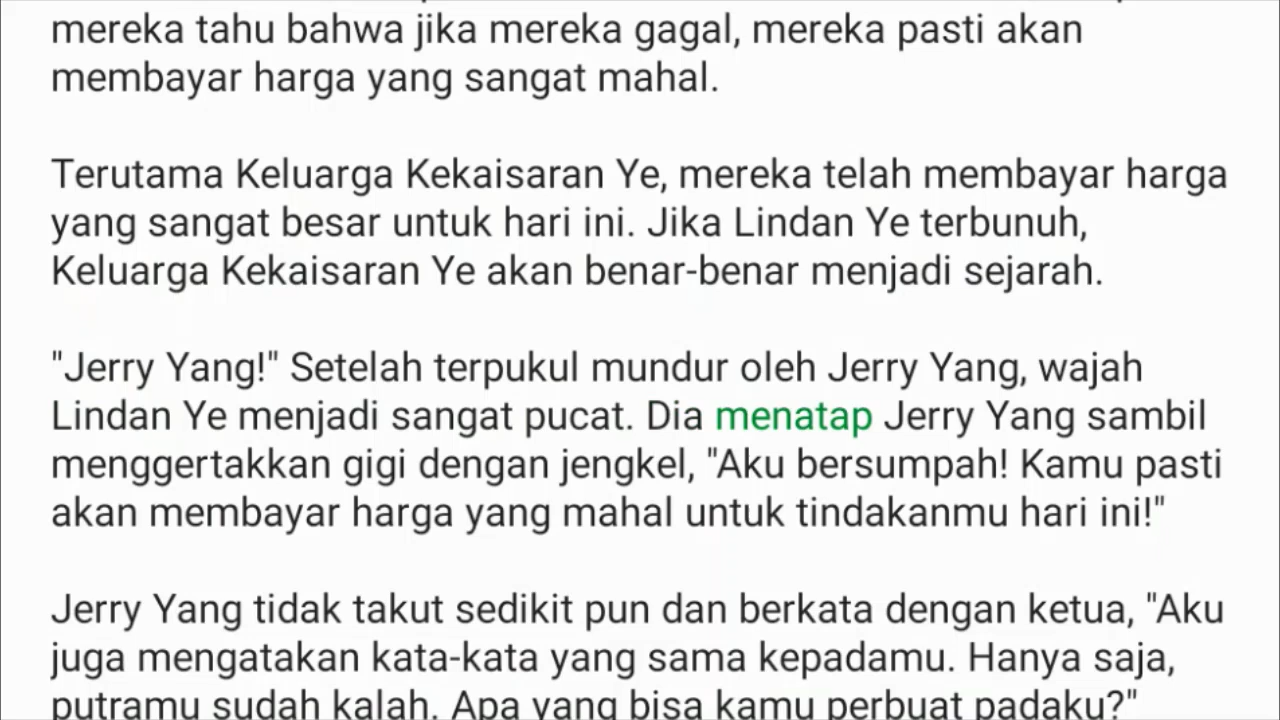 mereka tahu bahwa jika mereka gagal, mereka pasti akan
membayar harga yang sangat mahal.
Terutama Keluarga Kekaisaran Ye, mereka telah membayar harga
yang sangat besar untuk hari ini. Jika Lindan Ye terbunuh,
Keluarga Kekaisaran Ye akan benar-benar menjadi sejarah.
"Jerry Yang!" Setelah terpukul mundur oleh Jerry Yang, wajah
Lindan Ye menjadi sangat pucat. Dia menatap Jerry Yang sambil
menggertakkan gigi dengan jengkel, "Aku bersumpah! Kamu pasti
akan membayar harga yang mahal untuk tindakanmu hari ini!"
Jerry Yang tidak takut sedikit pun dan berkata dengan ketua, "Aku
juga mengatakan kata-kata yang sama kepadamu. Hanya saja,
putramu sudah kalah. Apa yang bisa kamu perbuat padaku?"